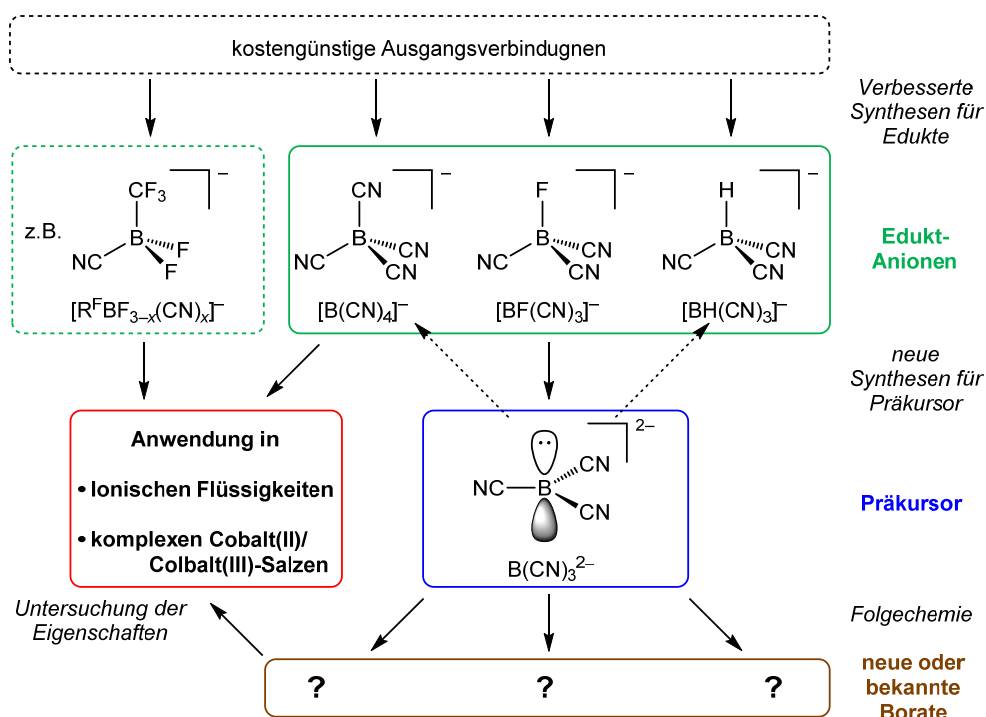 kostengünstige Ausgangsverbindugnen
Verbesserte
Synthesen für
Edukte
z.B.
CF3
B
F
F
NC
–
[RFBF3–x(CN)x]–
CN
B
CN
CN
NC
–
[B(CN)4]–
F
B
CN
CN
NC
–
[BF(CN)3]–
H
B
CN
CN
NC
–
[BH(CN)3]–
Edukt-
Anionen
neue
Synthesen für
Präkursor
Anwendung in
• Ionischen Flüssigkeiten
• komplexen Cobalt(II)/
Colbalt(III)-Salzen
2–
NC
B
CN
CN
B(CN)32–
Präkursor
Untersuchung der
Eigenschaften
Folgechemie
? ? ?
neue oder
bekannte
Borate